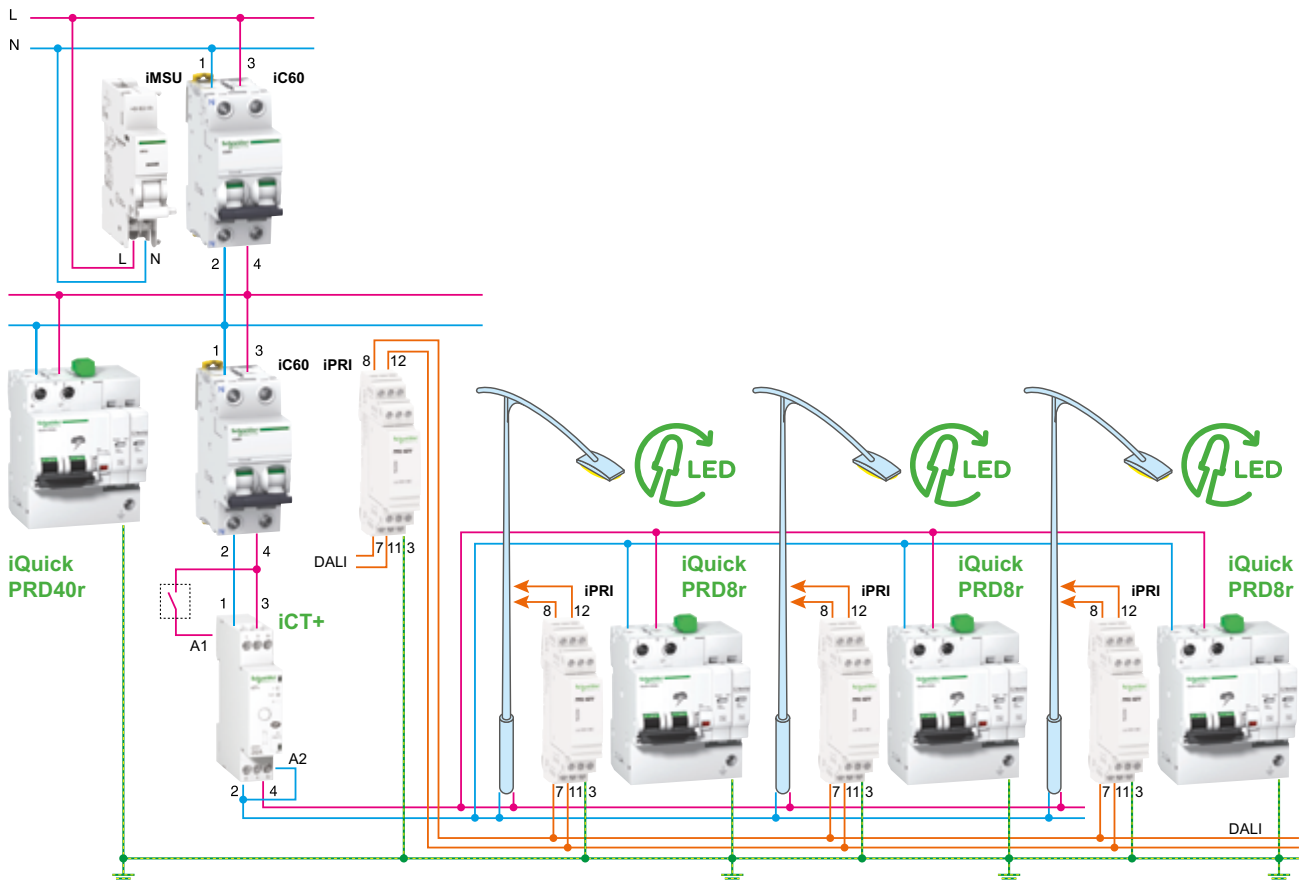 L
N
iMSU
1
3
iC60
L
N
2
4
1
3
iC60
iPRI
8
12
LED
LED
LED
2
4
7
11
3
DALI
iQuick
PRD40r
iQuick
PRD8r
iQuick
PRD8r
iQuick
PRD8r
1
3
iCT+
A1
iPRI
8
12
iPRI
8
12
iPRI
8
12
A2
2
4
7
11
3
7
11
3
7
11
3
DALI